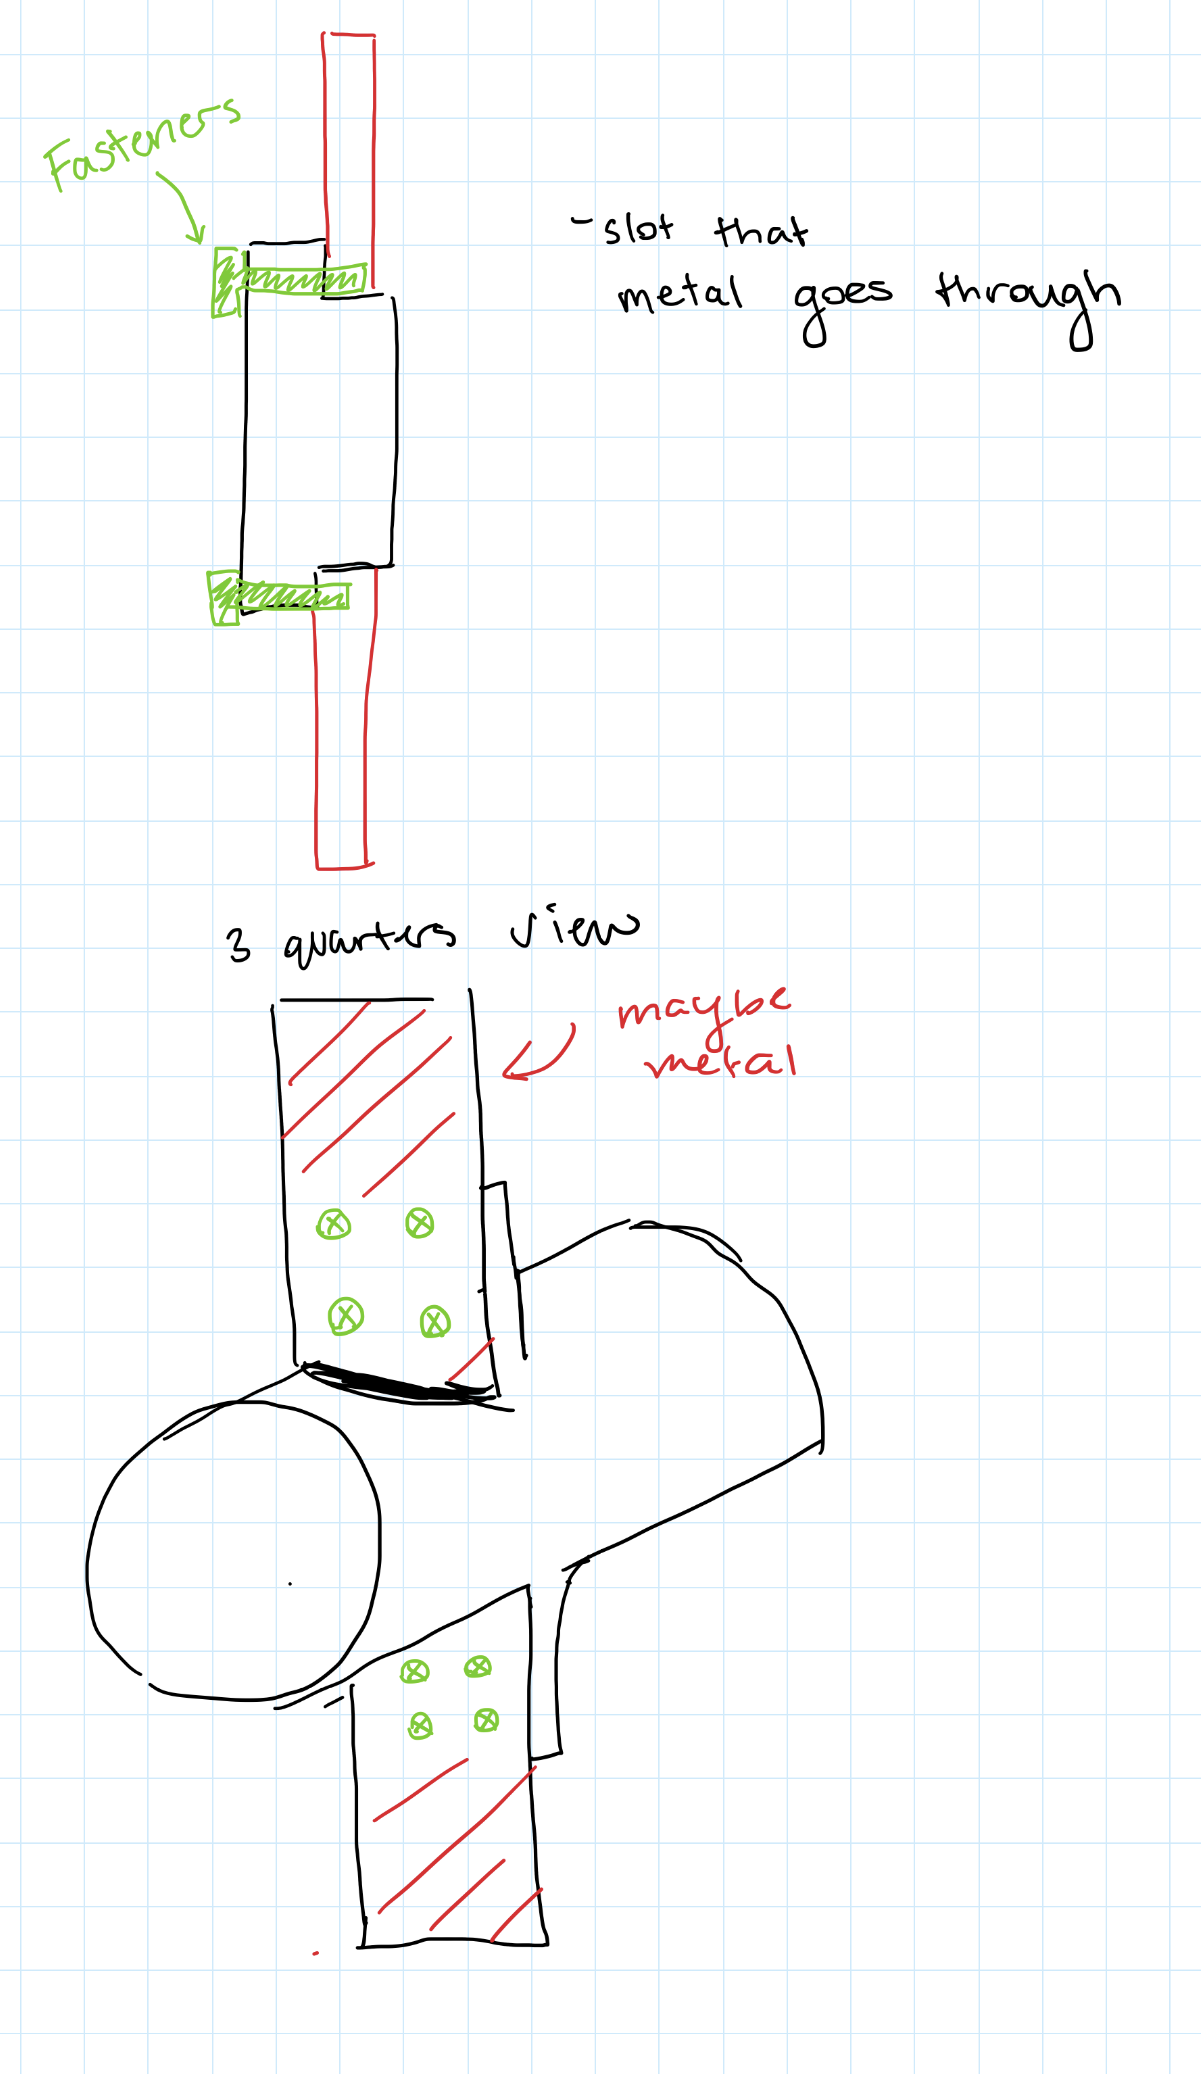 Fasteners
-slot that
metal goes through
3 quarters view
maybe
metal